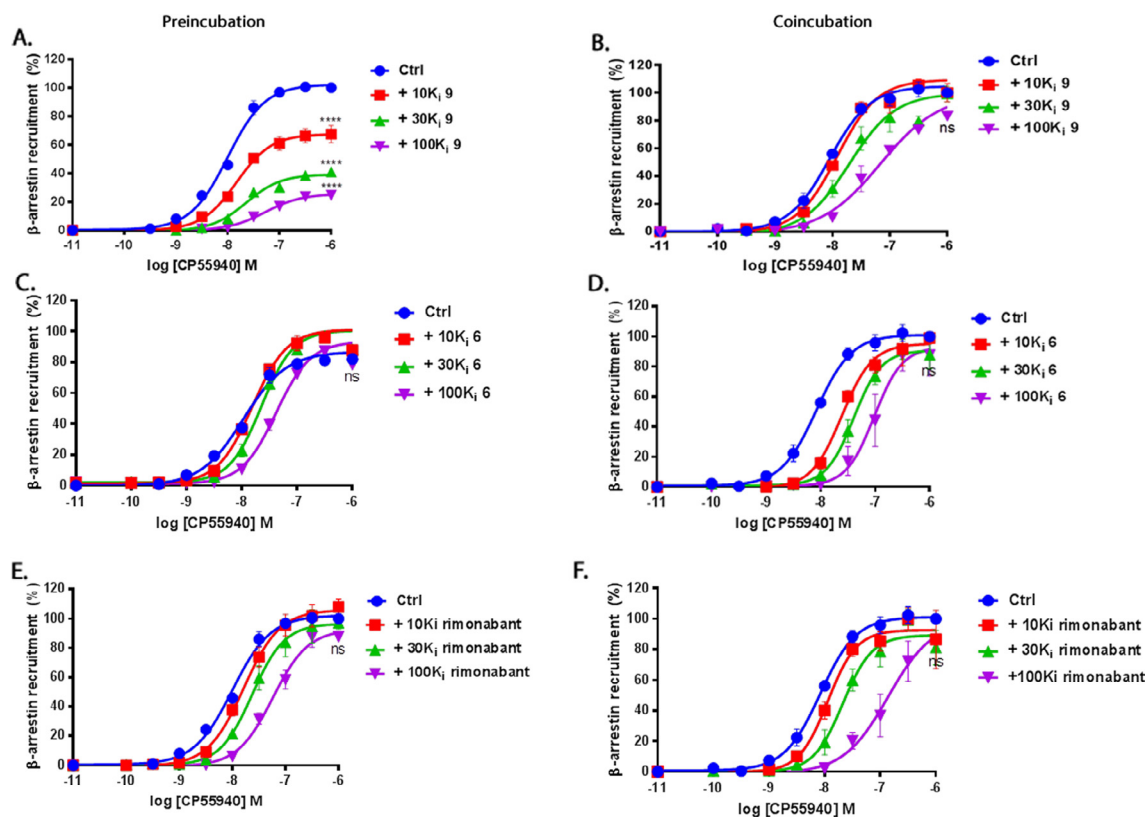 Preincubation
Coincubation
A.
β-arrestin recruitment (%)
120
100
80
60
40
20
0
-11 -10 -9 -8 -7 -6
log [CP55940] M
Ctrl
+ 10Ki 9
+ 30Ki 9
+ 100Ki 9
****
****
****
B.
β-arrestin recruitment (%)
120
100
80
60
40
20
0
-11 -10 -9 -8 -7 -6
log [CP55940] M
Ctrl
+ 10Ki 9
+ 30Ki 9
+ 100Ki 9
ns
C.
β-arrestin recruitment (%)
120
100
80
60
40
20
0
-11 -10 -9 -8 -7 -6
log [CP55940] M
Ctrl
+ 10Ki 6
+ 30Ki 6
+ 100Ki 6
ns
D.
β-arrestin recruitment (%)
120
100
80
60
40
20
0
-11 -10 -9 -8 -7 -6
log [CP55940] M
Ctrl
+ 10Ki 6
+ 30Ki 6
+ 100Ki 6
ns
E.
β-arrestin recruitment (%)
120
100
80
60
40
20
0
-11 -10 -9 -8 -7 -6
log [CP55940] M
Ctrl
+ 10Ki rimonabant
+ 30Ki rimonabant
+ 100Ki rimonabant
ns
F.
β-arrestin recruitment (%)
120
100
80
60
40
20
0
-11 -10 -9 -8 -7 -6
log [CP55940] M
Ctrl
+ 10Ki rimonabant
+ 30Ki rimonabant
+100Ki rimonabant
ns